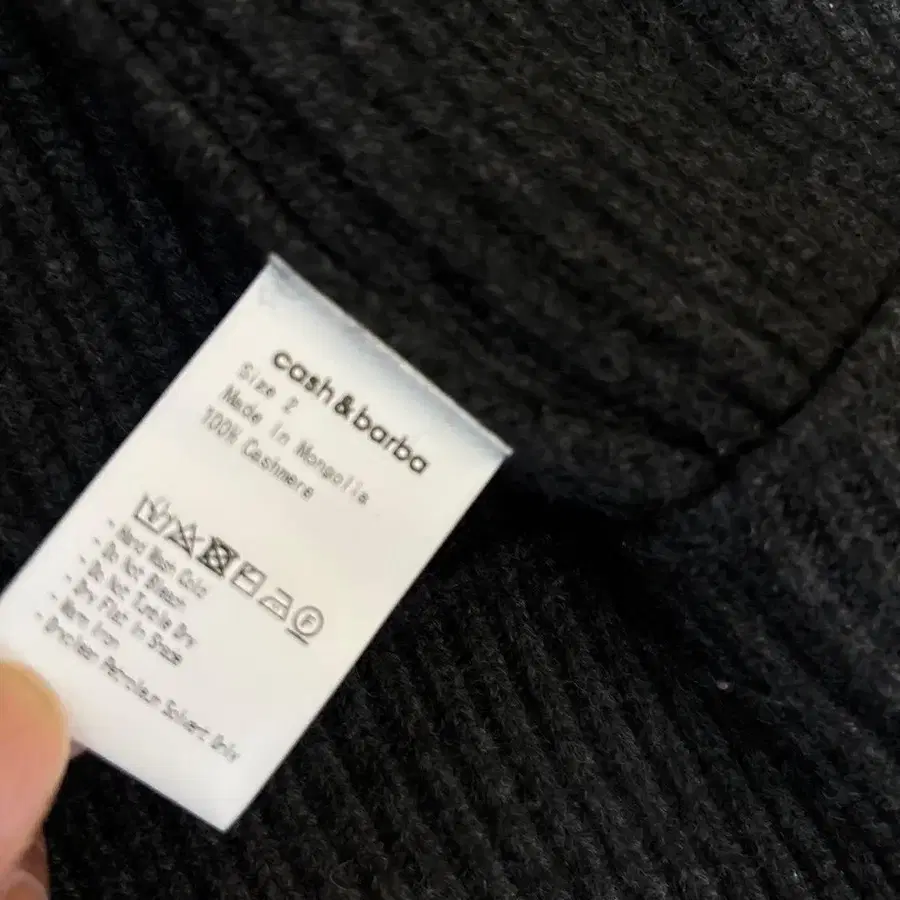 cash&barba
Size 2
Made in Mongolia
100% Cashmere
F
- Hand Wash Only
- Do Not Bleach
- Do Not Tumble Dry
- Dry Flat In Shade
- Warm Iron
- Dryclean Petroleum Solvent Only